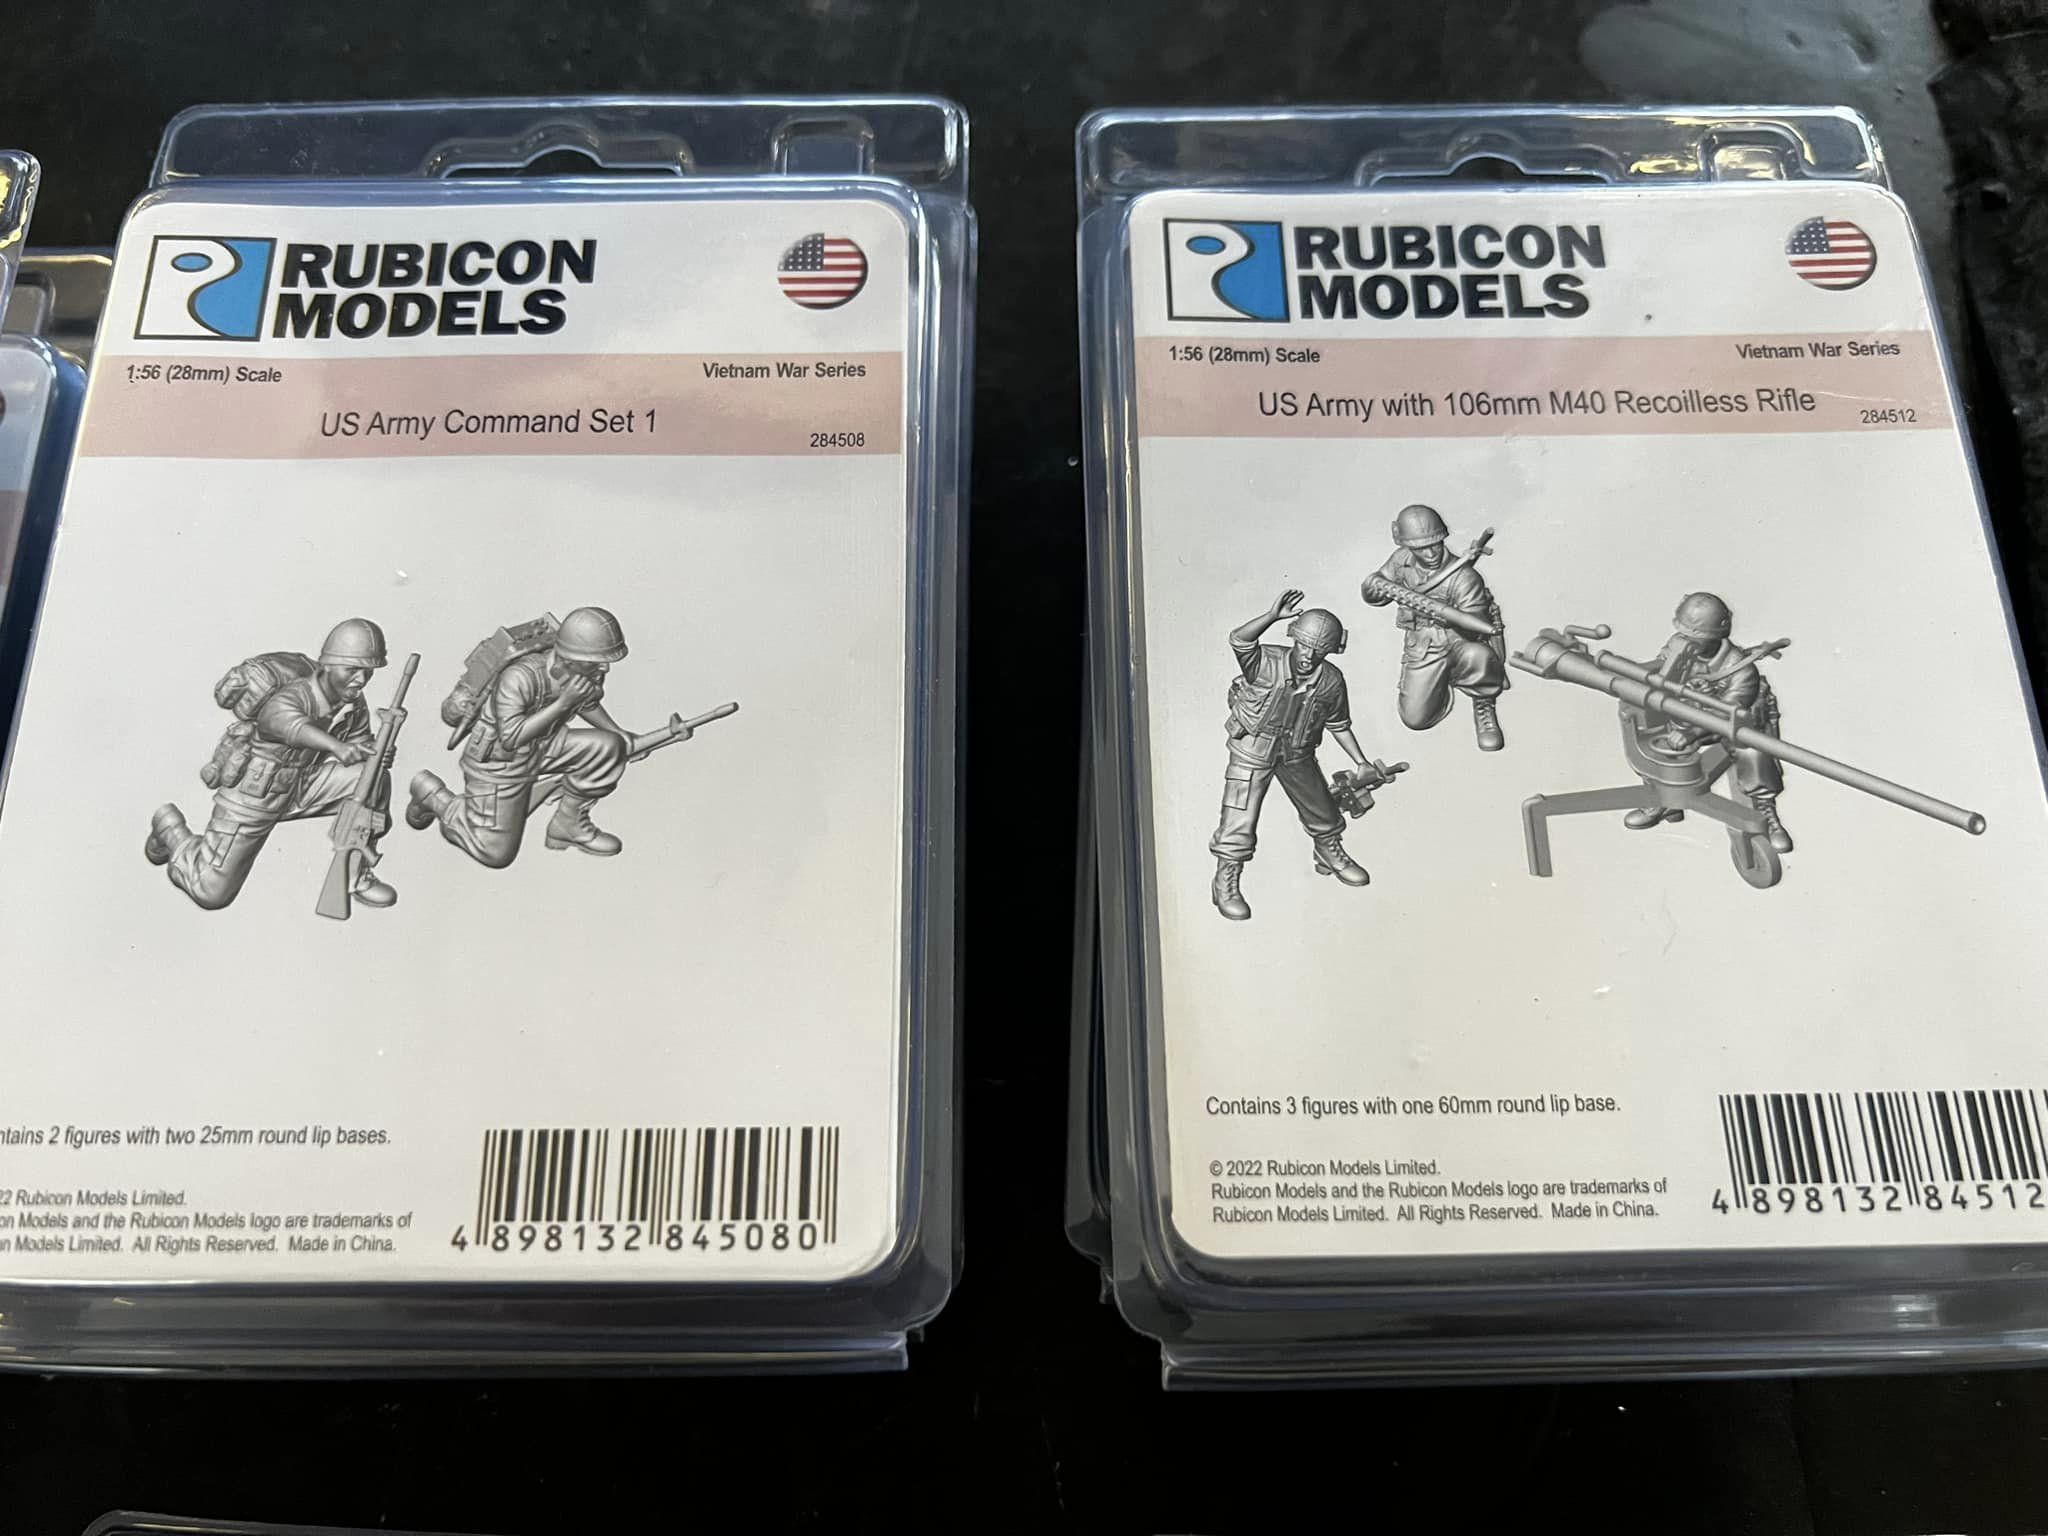 RUBICON
MODELS
1:56 (28mm) Scale
Vietnam War Series
US Army Command Set 1
284508
ntains 2 figures with two 25mm round lip bases.
22 Rubicon Models Limited.
on Models and the Rubicon Models logo are trademarks of
n Models Limited. All Rights Reserved. Made in China.
4 898132 845080
RUBICON
MODELS
1:56 (28mm) Scale
Vietnam War Series
US Army with 106mm M40 Recoilless Rifle
284512
Contains 3 figures with one 60mm round lip base.
© 2022 Rubicon Models Limited.
Rubicon Models and the Rubicon Models logo are trademarks of
Rubicon Models Limited. All Rights Reserved. Made in China.
4 898132 84512